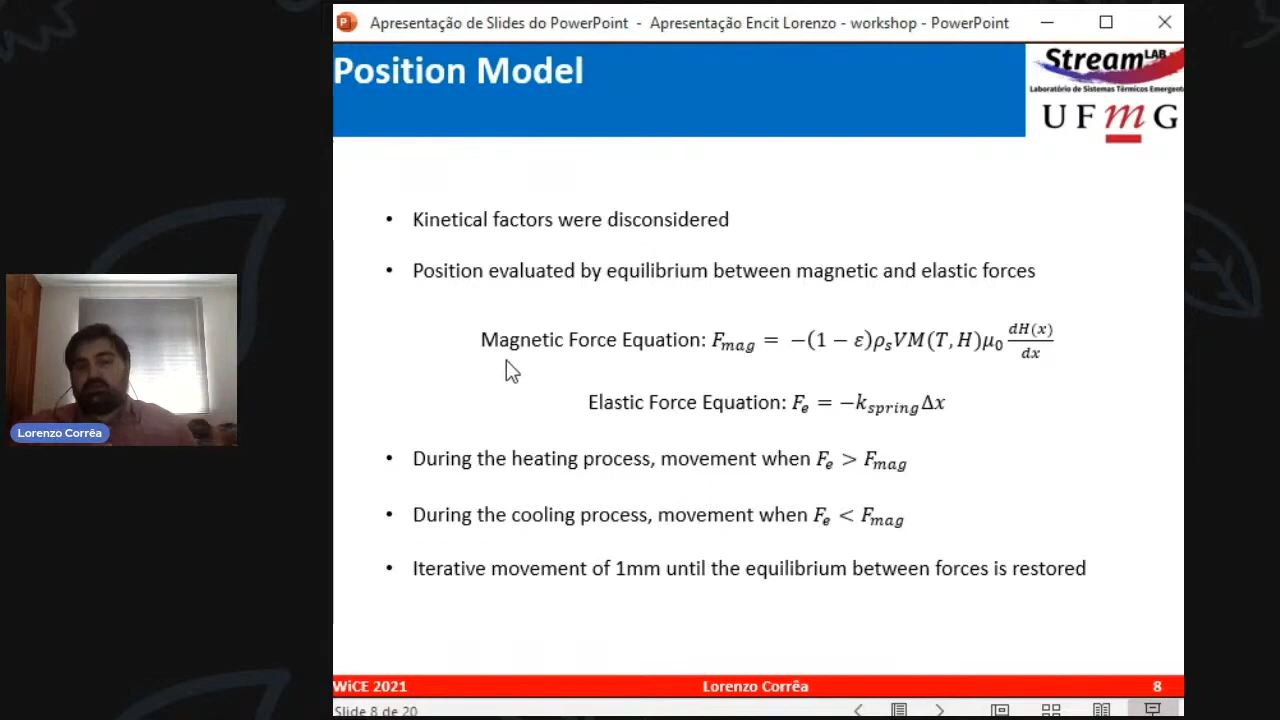 Apresentação de Slides do PowerPoint - Apresentação Encit Lorenzo - workshop - PowerPoint
Position Model
Stream LAB
Laboratório de Sistemas Térmicos Emergent
UFmG
• Kinetical factors were disconsidered
• Position evaluated by equilibrium between magnetic and elastic forces
Magnetic Force Equation: F_mag = −(1 − ε)ρ_s VM(T, H)μ_0 dH(x)/dx
Elastic Force Equation: F_e = −k_spring Δx
• During the heating process, movement when F_e > F_mag
• During the cooling process, movement when F_e < F_mag
• Iterative movement of 1mm until the equilibrium between forces is restored
Lorenzo Corrêa
WiCE 2021 Lorenzo Corrêa 8
Slide 8 de 20